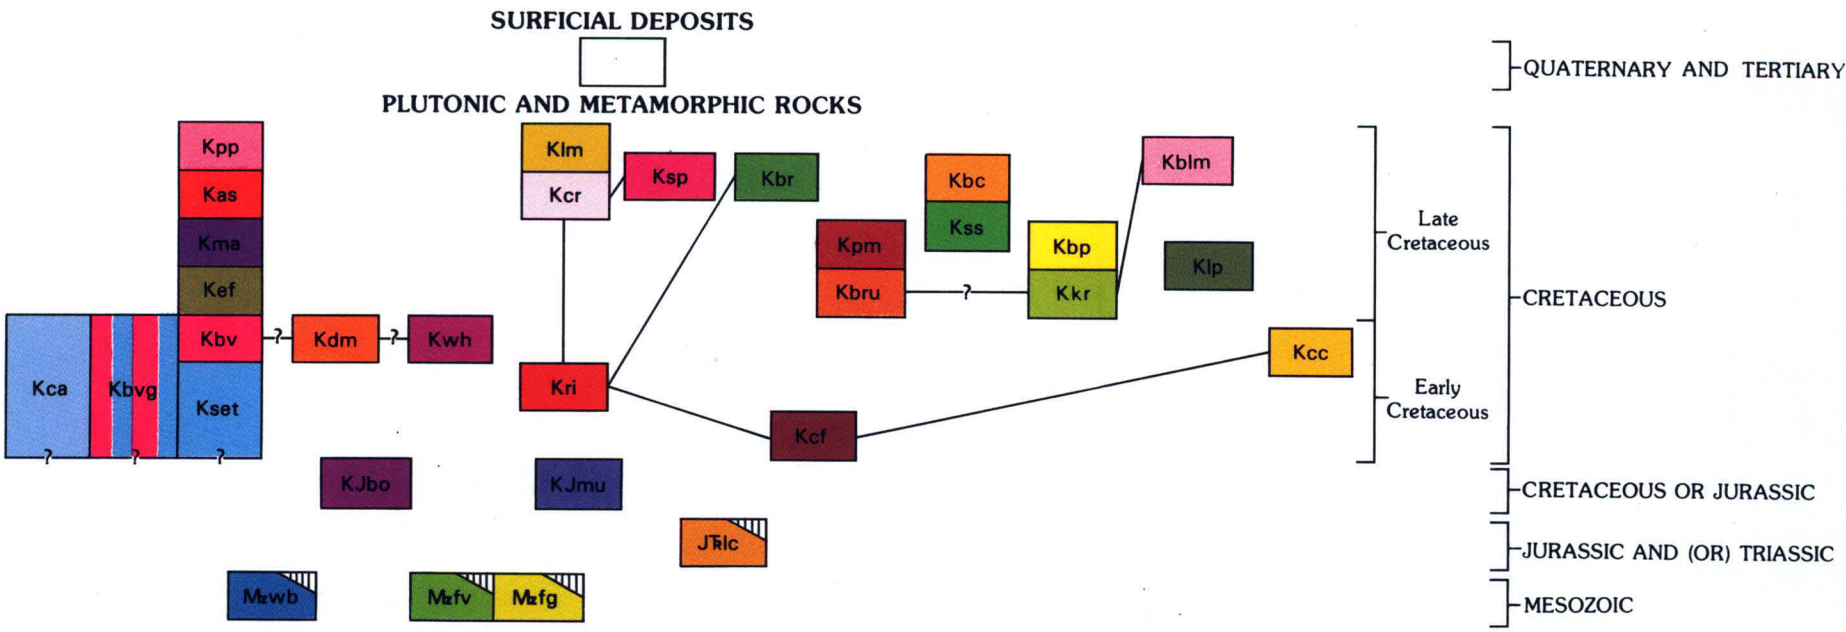 SURFICIAL DEPOSITS
QUATERNARY AND TERTIARY
PLUTONIC AND METAMORPHIC ROCKS
Kpp
Klm
Kblm
Kas
Kcr
Ksp
Kbr
Kbc
Kma
Kpm
Kss
Kbp
Late
Cretaceous
Klp
Kef
Kbru
?
Kkr
CRETACEOUS
Kbv
?
Kdm
?
Kwh
Kcc
Kca
Kbvg
Kset
Kri
Early
Cretaceous
Kcf
?
?
?
KJbo
KJmu
CRETACEOUS OR JURASSIC
JTRlc
JURASSIC AND (OR) TRIASSIC
Mzwb
Mzfv
Mzfg
MESOZOIC